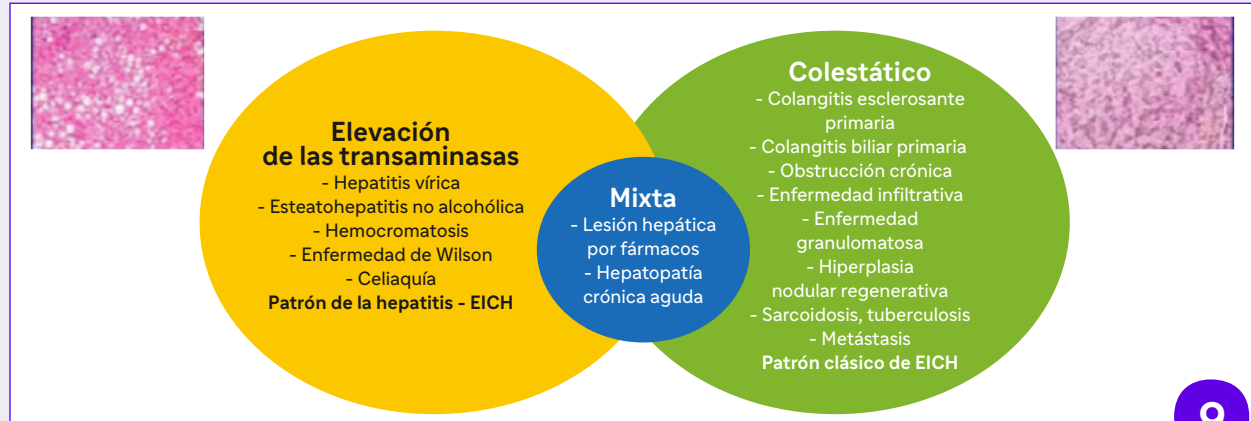 Elevación
de las transaminasas
- Hepatitis vírica
- Esteatohepatitis no alcohólica
- Hemocromatosis
- Enfermedad de Wilson
- Celiaquía
Patrón de la hepatitis - EICH
Mixta
- Lesión hepática
por fármacos
- Hepatopatía
crónica aguda
Colestático
- Colangitis esclerosante
primaria
- Colangitis biliar primaria
- Obstrucción crónica
- Enfermedad infiltrativa
- Enfermedad
granulomatosa
- Hiperplasia
nodular regenerativa
- Sarcoidosis, tuberculosis
- Metástasis
Patrón clásico de EICH